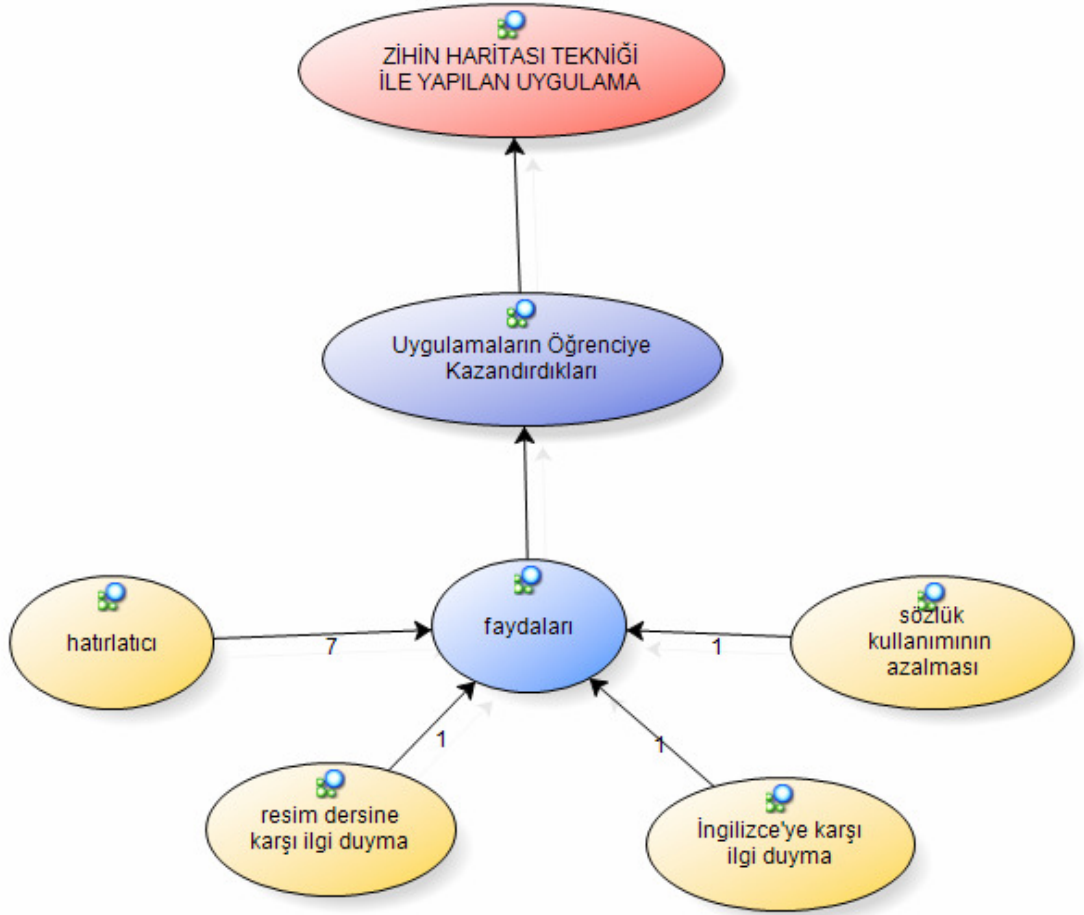 ZİHİN HARİTASI TEKNİĞİ
İLE YAPILAN UYGULAMA
Uygulamaların Öğrenciye
Kazandırdıkları
faydaları
hatırlatıcı
7
sözlük
kullanımının
azalması
1
resim dersine
karşı ilgi duyma
1
İngilizce'ye karşı
ilgi duyma
1